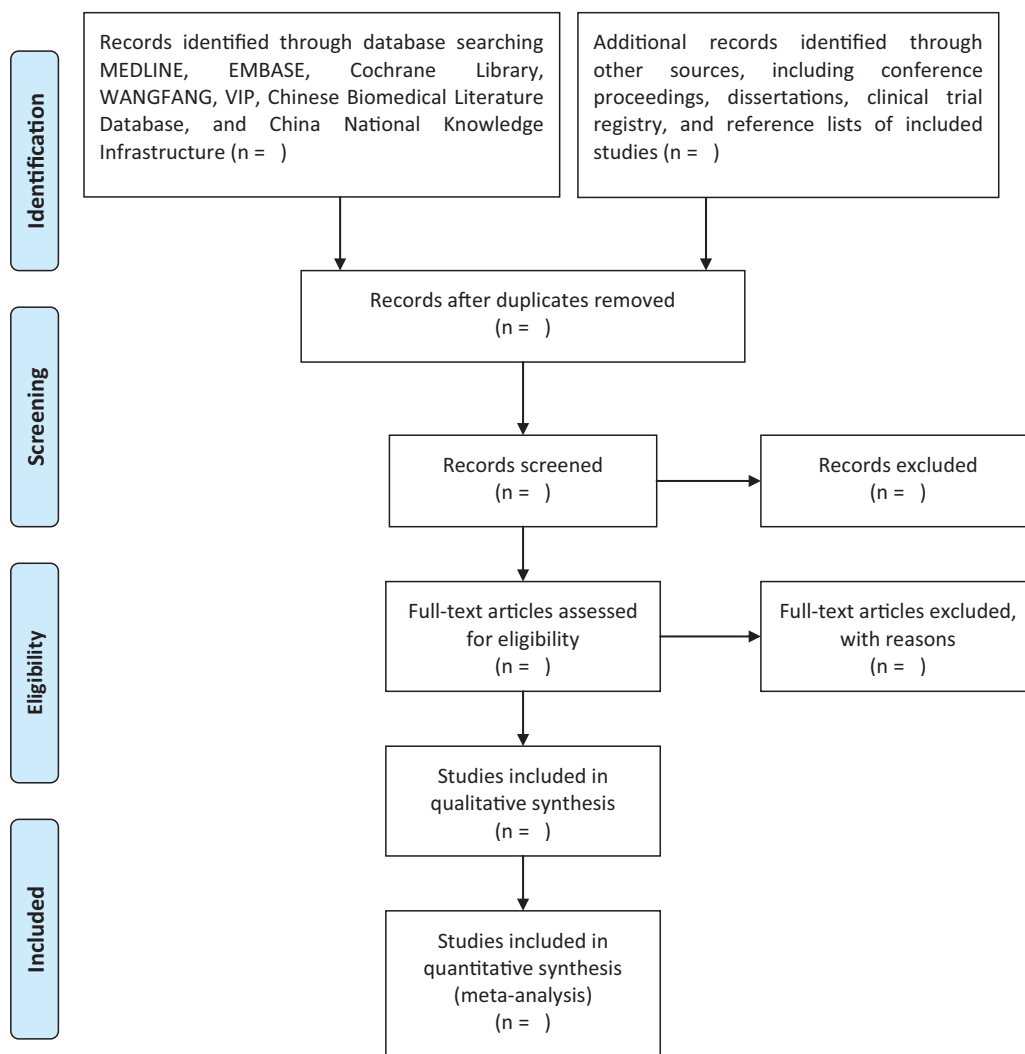 Identification
Records identified through database searching
MEDLINE, EMBASE, Cochrane Library,
WANGFANG, VIP, Chinese Biomedical Literature
Database, and China National Knowledge
Infrastructure (n =   )
Additional records identified through
other sources, including conference
proceedings, dissertations, clinical trial
registry, and reference lists of included
studies (n =   )
Records after duplicates removed
(n =   )
Screening
Records screened
(n =   )
Records excluded
(n =   )
Eligibility
Full-text articles assessed
for eligibility
(n =   )
Full-text articles excluded,
with reasons
(n =   )
Studies included in
qualitative synthesis
(n =   )
Included
Studies included in
quantitative synthesis
(meta-analysis)
(n =   )